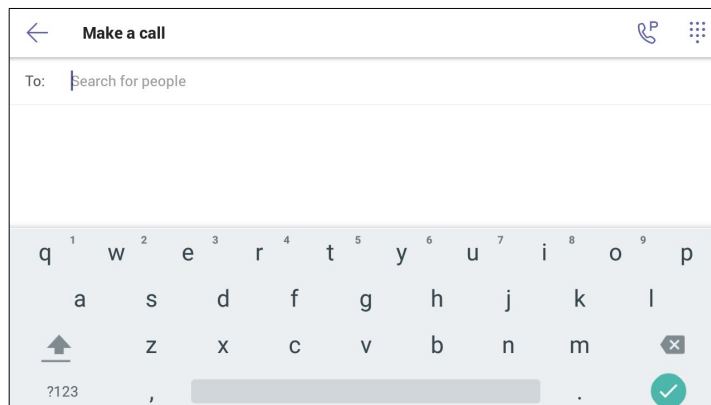 Make a call P
To: Search for people
q 1 w 2 e 3 r 4 t 5 y 6 u 7 i 8 o 9 p
a s d f g h j k l
z x c v b n m
?123 , .